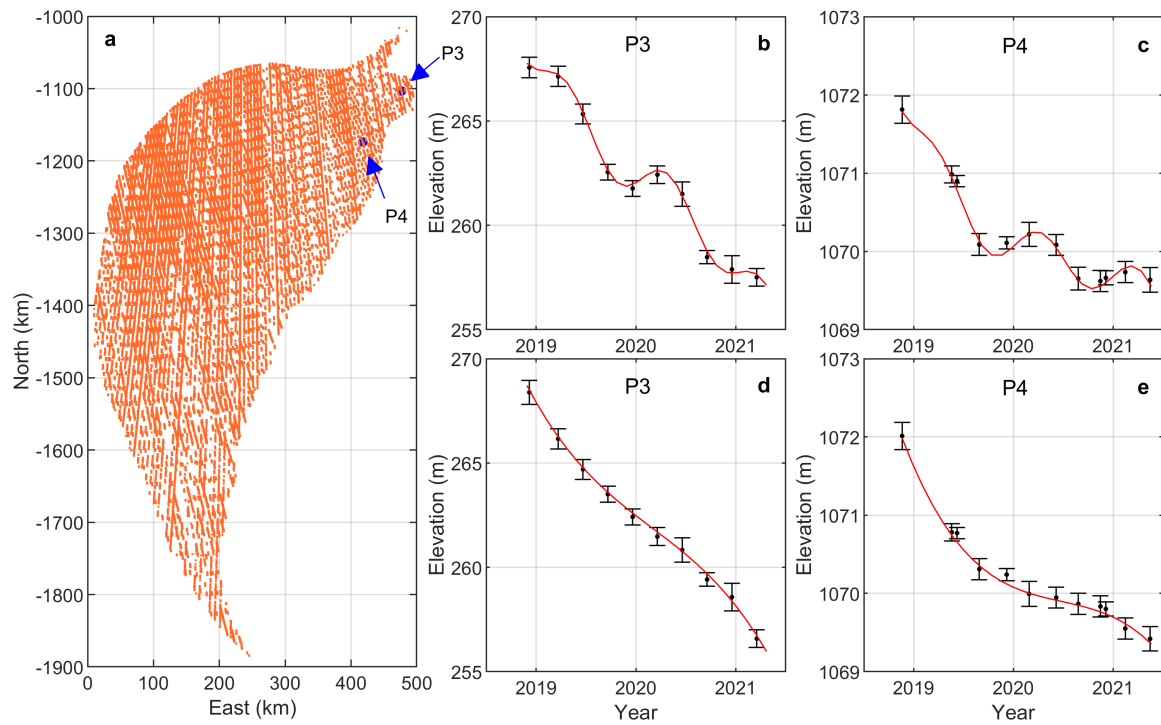 a
-1000
-1100
-1200
-1300
-1400
-1500
-1600
-1700
-1800
-1900
North (km)
0
100
200
300
400
500
East (km)
P3
P4
P3
b
270
265
260
255
Elevation (m)
2019
2020
2021
P4
c
1073
1072
1071
1070
1069
Elevation (m)
2019
2020
2021
P3
d
270
265
260
255
Elevation (m)
2019
2020
2021
Year
P4
e
1073
1072
1071
1070
1069
Elevation (m)
2019
2020
2021
Year